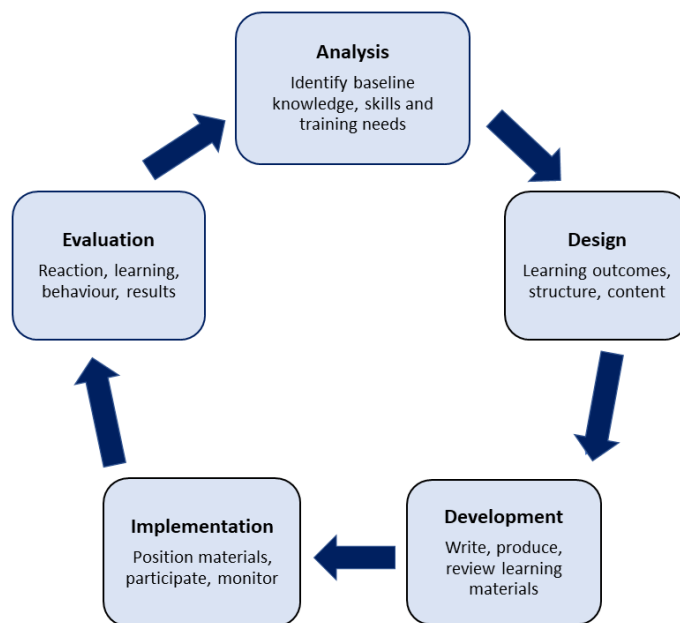 Analysis
Identify baseline
knowledge, skills and
training needs
Design
Learning outcomes,
structure, content
Development
Write, produce,
review learning
materials
Implementation
Position materials,
participate, monitor
Evaluation
Reaction, learning,
behaviour, results